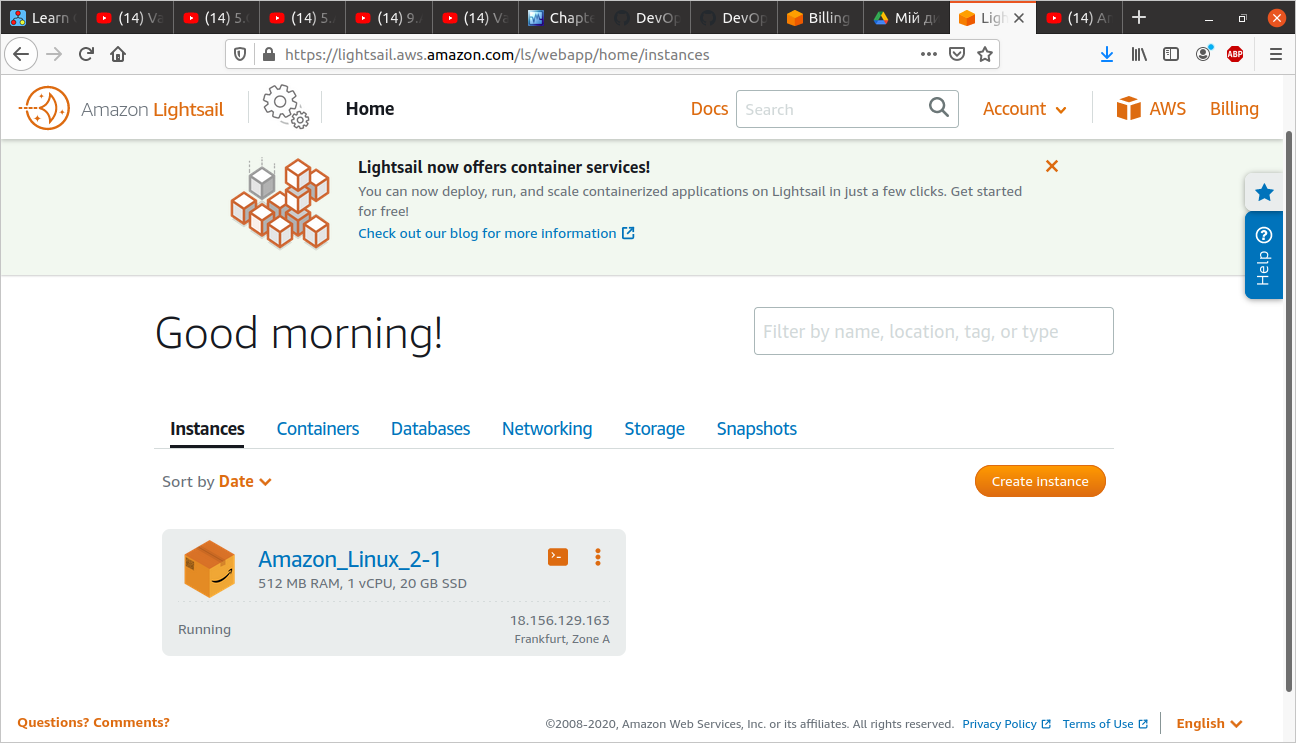 Learn
(14) Va
(14) 5.
(14) 5.
(14) 9.
(14) Va
Chapte
DevOp
DevOp
Billing
Мій ди
Ligh
(14) Ar
https://lightsail.aws.amazon.com/ls/webapp/home/instances
ABP
Amazon Lightsail
Home
Docs
Search
Account
AWS
Billing
Lightsail now offers container services!
You can now deploy, run, and scale containerized applications on Lightsail in just a few clicks. Get started
for free!
Check out our blog for more information
Help
Good morning!
Filter by name, location, tag, or type
Instances
Containers
Databases
Networking
Storage
Snapshots
Sort by Date
Create instance
Amazon_Linux_2-1
512 MB RAM, 1 vCPU, 20 GB SSD
Running
18.156.129.163
Frankfurt, Zone A
Questions? Comments?
©2008-2020, Amazon Web Services, Inc. or its affiliates. All rights reserved.
Privacy Policy
Terms of Use
English